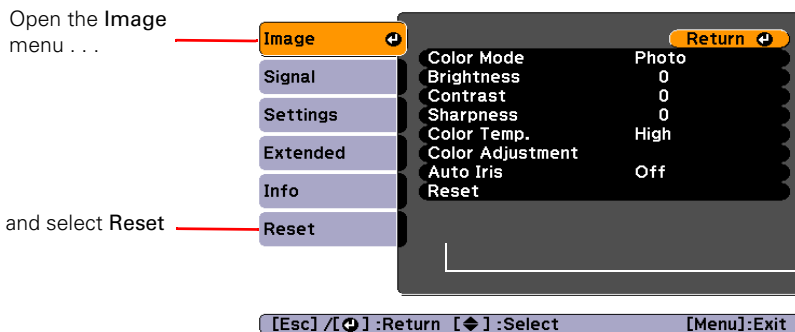 Open the Image
menu . . .
and select Reset
Image
Signal
Settings
Extended
Info
Reset
Return
Color Mode Photo
Brightness 0
Contrast 0
Sharpness 0
Color Temp. High
Color Adjustment
Auto Iris Off
Reset
[Esc] /[⏎] :Return [◆] :Select [Menu]:Exit